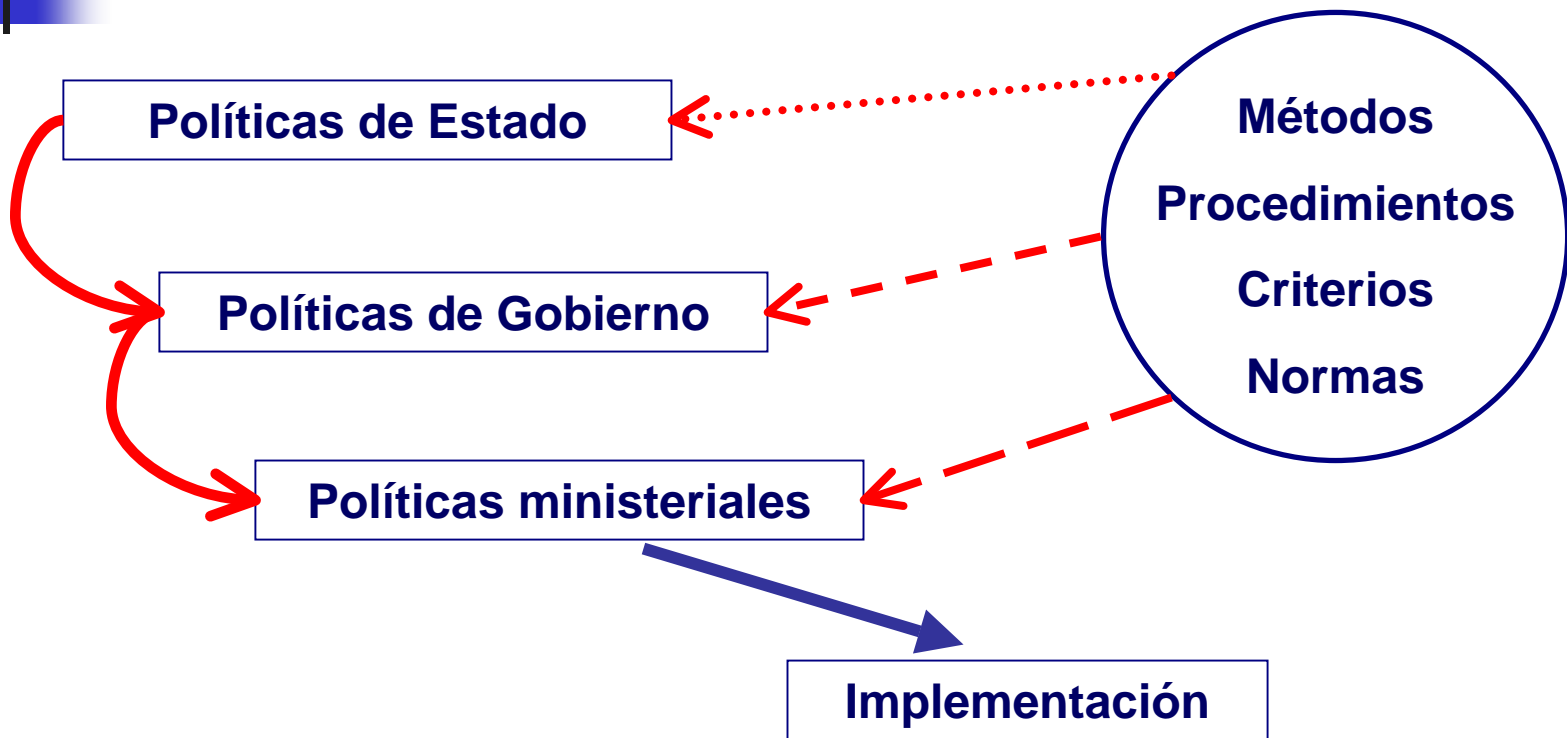 Políticas de Estado
Políticas de Gobierno
Políticas ministeriales
Implementación
Métodos
Procedimientos
Criterios
Normas